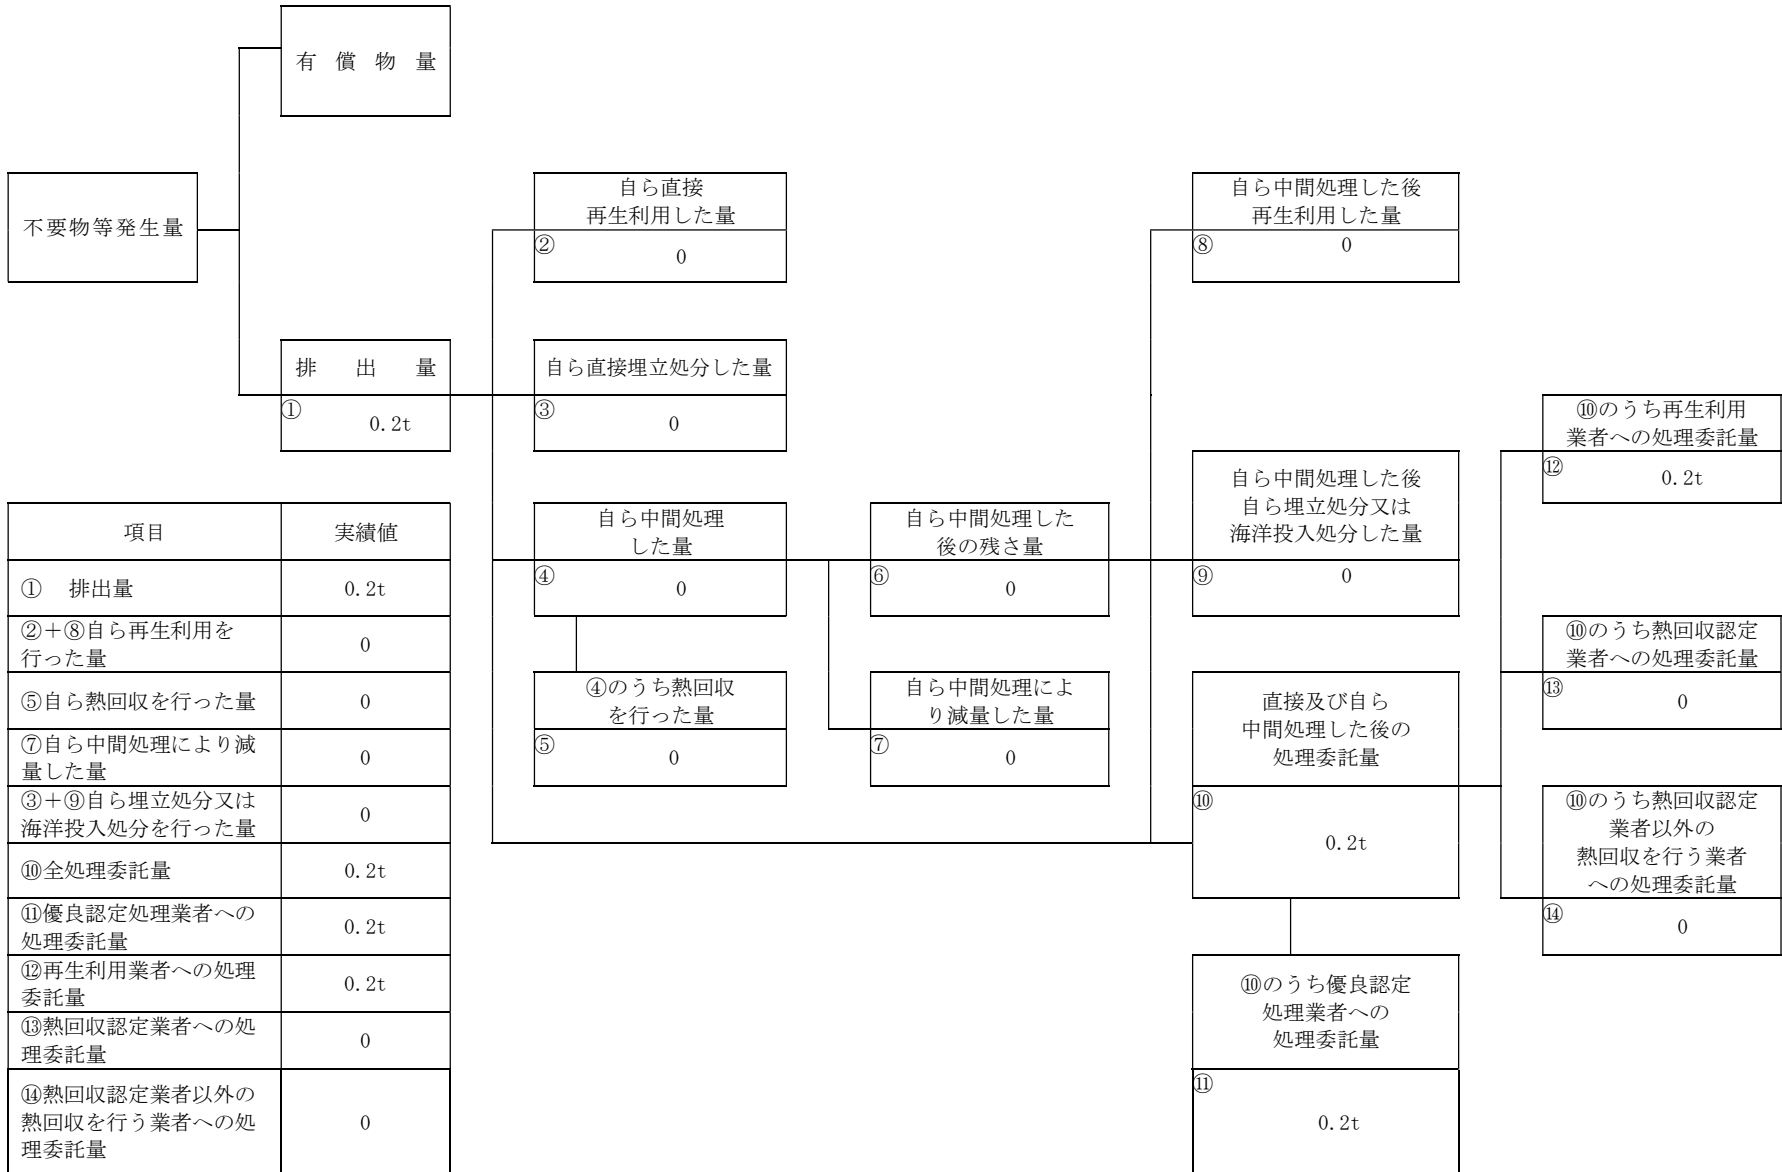 有償物量
不要物等発生量
自ら直接
再生利用した量
②
0
自ら中間処理した後
再生利用した量
⑧
0
排出量
①
0.2t
自ら直接埋立処分した量
③
0
⑩のうち再生利用
業者への処理委託量
⑫
0.2t
自ら中間処理
した量
④
0
自ら中間処理した
後の残さ量
⑥
0
自ら中間処理した後
自ら埋立処分又は
海洋投入処分した量
⑨
0
⑩のうち熱回収認定
業者への処理委託量
⑬
0
④のうち熱回収
を行った量
⑤
0
自ら中間処理によ
り減量した量
⑦
0
直接及び自ら
中間処理した後の
処理委託量
⑩
0.2t
⑩のうち熱回収認定
業者以外の
熱回収を行う業者
への処理委託量
⑭
0
⑩のうち優良認定
処理業者への
処理委託量
⑪
0.2t
項目 実績値
① 排出量 0.2t
②+⑧自ら再生利用を
行った量
0
⑤自ら熱回収を行った量 0
⑦自ら中間処理により減
量した量
0
③+⑨自ら埋立処分又は
海洋投入処分を行った量
0
⑩全処理委託量 0.2t
⑪優良認定処理業者への
処理委託量
0.2t
⑫再生利用業者への処理
委託量
0.2t
⑬熱回収認定業者への処
理委託量
0
⑭熱回収認定業者以外の
熱回収を行う業者への処
理委託量
0